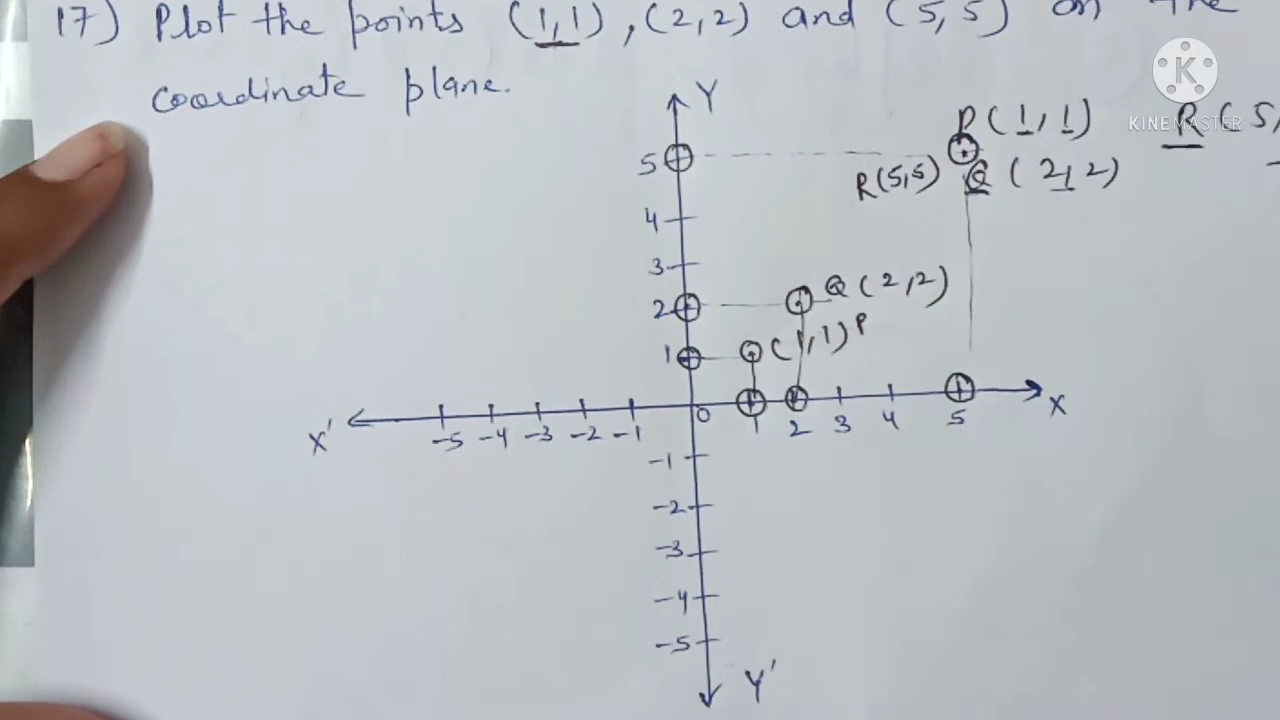 17) Plot the points (1,1), (2,2) and (5,5) on the
coordinate plane.
Y
K
KINEMASTER
P(1,1) R(5,
5
R(5,5) Q (2,2)
4
3
2 Q(2,2)
1 (1,1) P
X' -5 -4 -3 -2 -1 0 1 2 3 4 5 X
-1
-2
-3
-4
-5
Y'